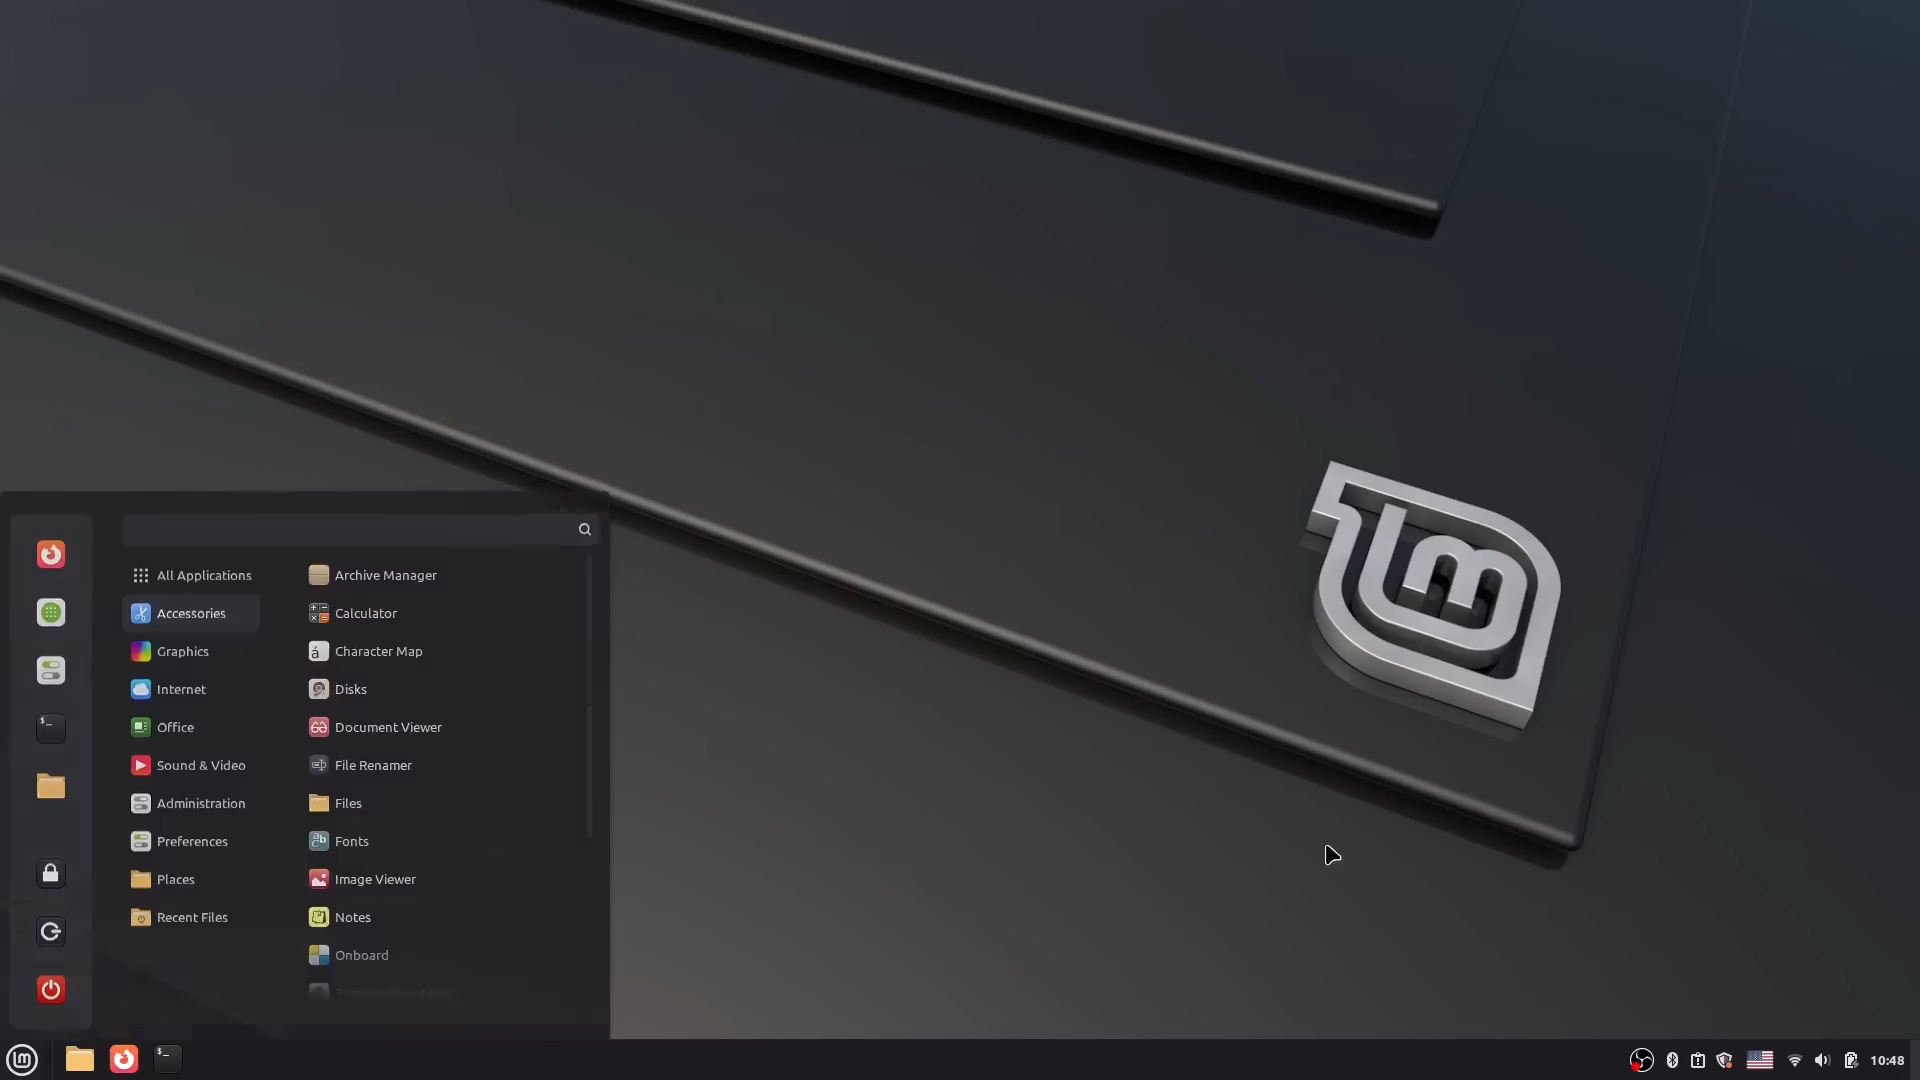 All Applications
Accessories
Graphics
Internet
Office
Sound & Video
Administration
Preferences
Places
Recent Files
Archive Manager
Calculator
Character Map
Disks
Document Viewer
File Renamer
Files
Fonts
Image Viewer
Notes
Onboard
10:48